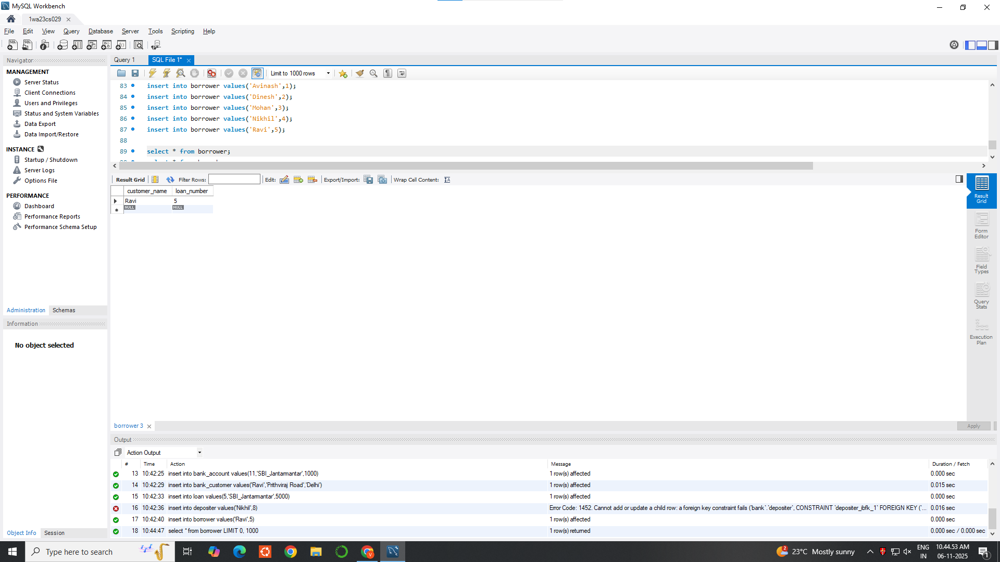 MySQL Workbench
1wa23cs029
File Edit View Query Database Server Tools Scripting Help
Navigator
MANAGEMENT
Server Status
Client Connections
Users and Privileges
Status and System Variables
Data Export
Data Import/Restore
INSTANCE
Startup / Shutdown
Server Logs
Options File
PERFORMANCE
Dashboard
Performance Reports
Performance Schema Setup
Administration Schemas
Information
No object selected
Object Info Session
Query 1 SQL File 1*
Limit to 1000 rows
83 insert into borrower values('Avinash',1);
84 insert into borrower values('Dinesh',2);
85 insert into borrower values('Mohan',3);
86 insert into borrower values('Nikhil',4);
87 insert into borrower values('Ravi',5);
88
89 select * from borrower;
Result Grid Filter Rows: Edit: Export/Import: Wrap Cell Content:
customer_name loan_number
Ravi 5
NULL NULL
Result Grid
Form Editor
Field Types
Query Stats
Execution Plan
borrower 3
Apply
Output
Action Output
# Time Action Message Duration / Fetch
13 10:42:25 insert into bank_account values(11,'SBI_Jantarmantar',1000) 1 row(s) affected 0.000 sec
14 10:42:29 insert into bank_customer values('Ravi','Prithviraj Road','Delhi') 1 row(s) affected 0.015 sec
15 10:42:33 insert into loan values(5,'SBI_Jantarmantar',5000) 1 row(s) affected 0.000 sec
16 10:42:36 insert into depositer values('Nikhil',8) Error Code: 1452. Cannot add or update a child row: a foreign key constraint fails (`bank`.`depositer`, CONSTRAINT `depositer_ibfk_1` FOREIGN KEY (`... 0.016 sec
17 10:42:40 insert into borrower values('Ravi',5) 1 row(s) affected 0.000 sec
18 10:44:47 select * from borrower LIMIT 0, 1000 1 row(s) returned 0.000 sec / 0.000 sec
Type here to search
2
23°C Mostly sunny
ENG
IN
10.44.53 AM
06-11-2025
1